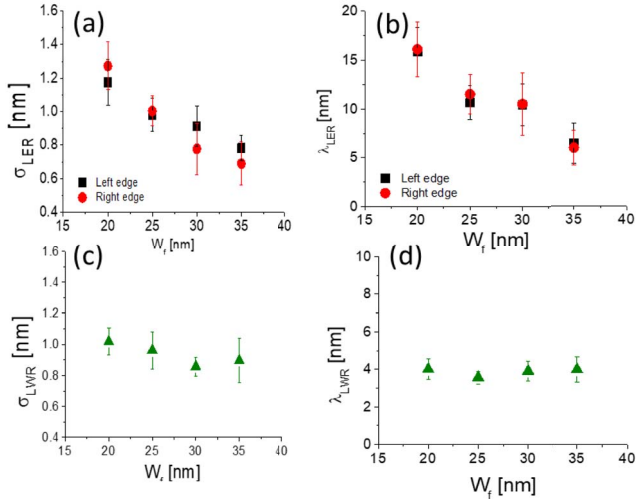 (a)
σLER [nm]
1.6
1.4
1.2
1.0
0.8
0.6
0.4
Left edge
Right edge
15 20 25 30 35 40
Wf [nm]
(b)
λLER [nm]
20
15
10
5
0
Left edge
Right edge
15 20 25 30 35 40
Wf [nm]
(c)
σLWR [nm]
1.6
1.4
1.2
1.0
0.8
0.6
0.4
15 20 25 30 35 40
Wf [nm]
(d)
λLWR [nm]
10
8
6
4
2
0
15 20 25 30 35 40
Wf [nm]